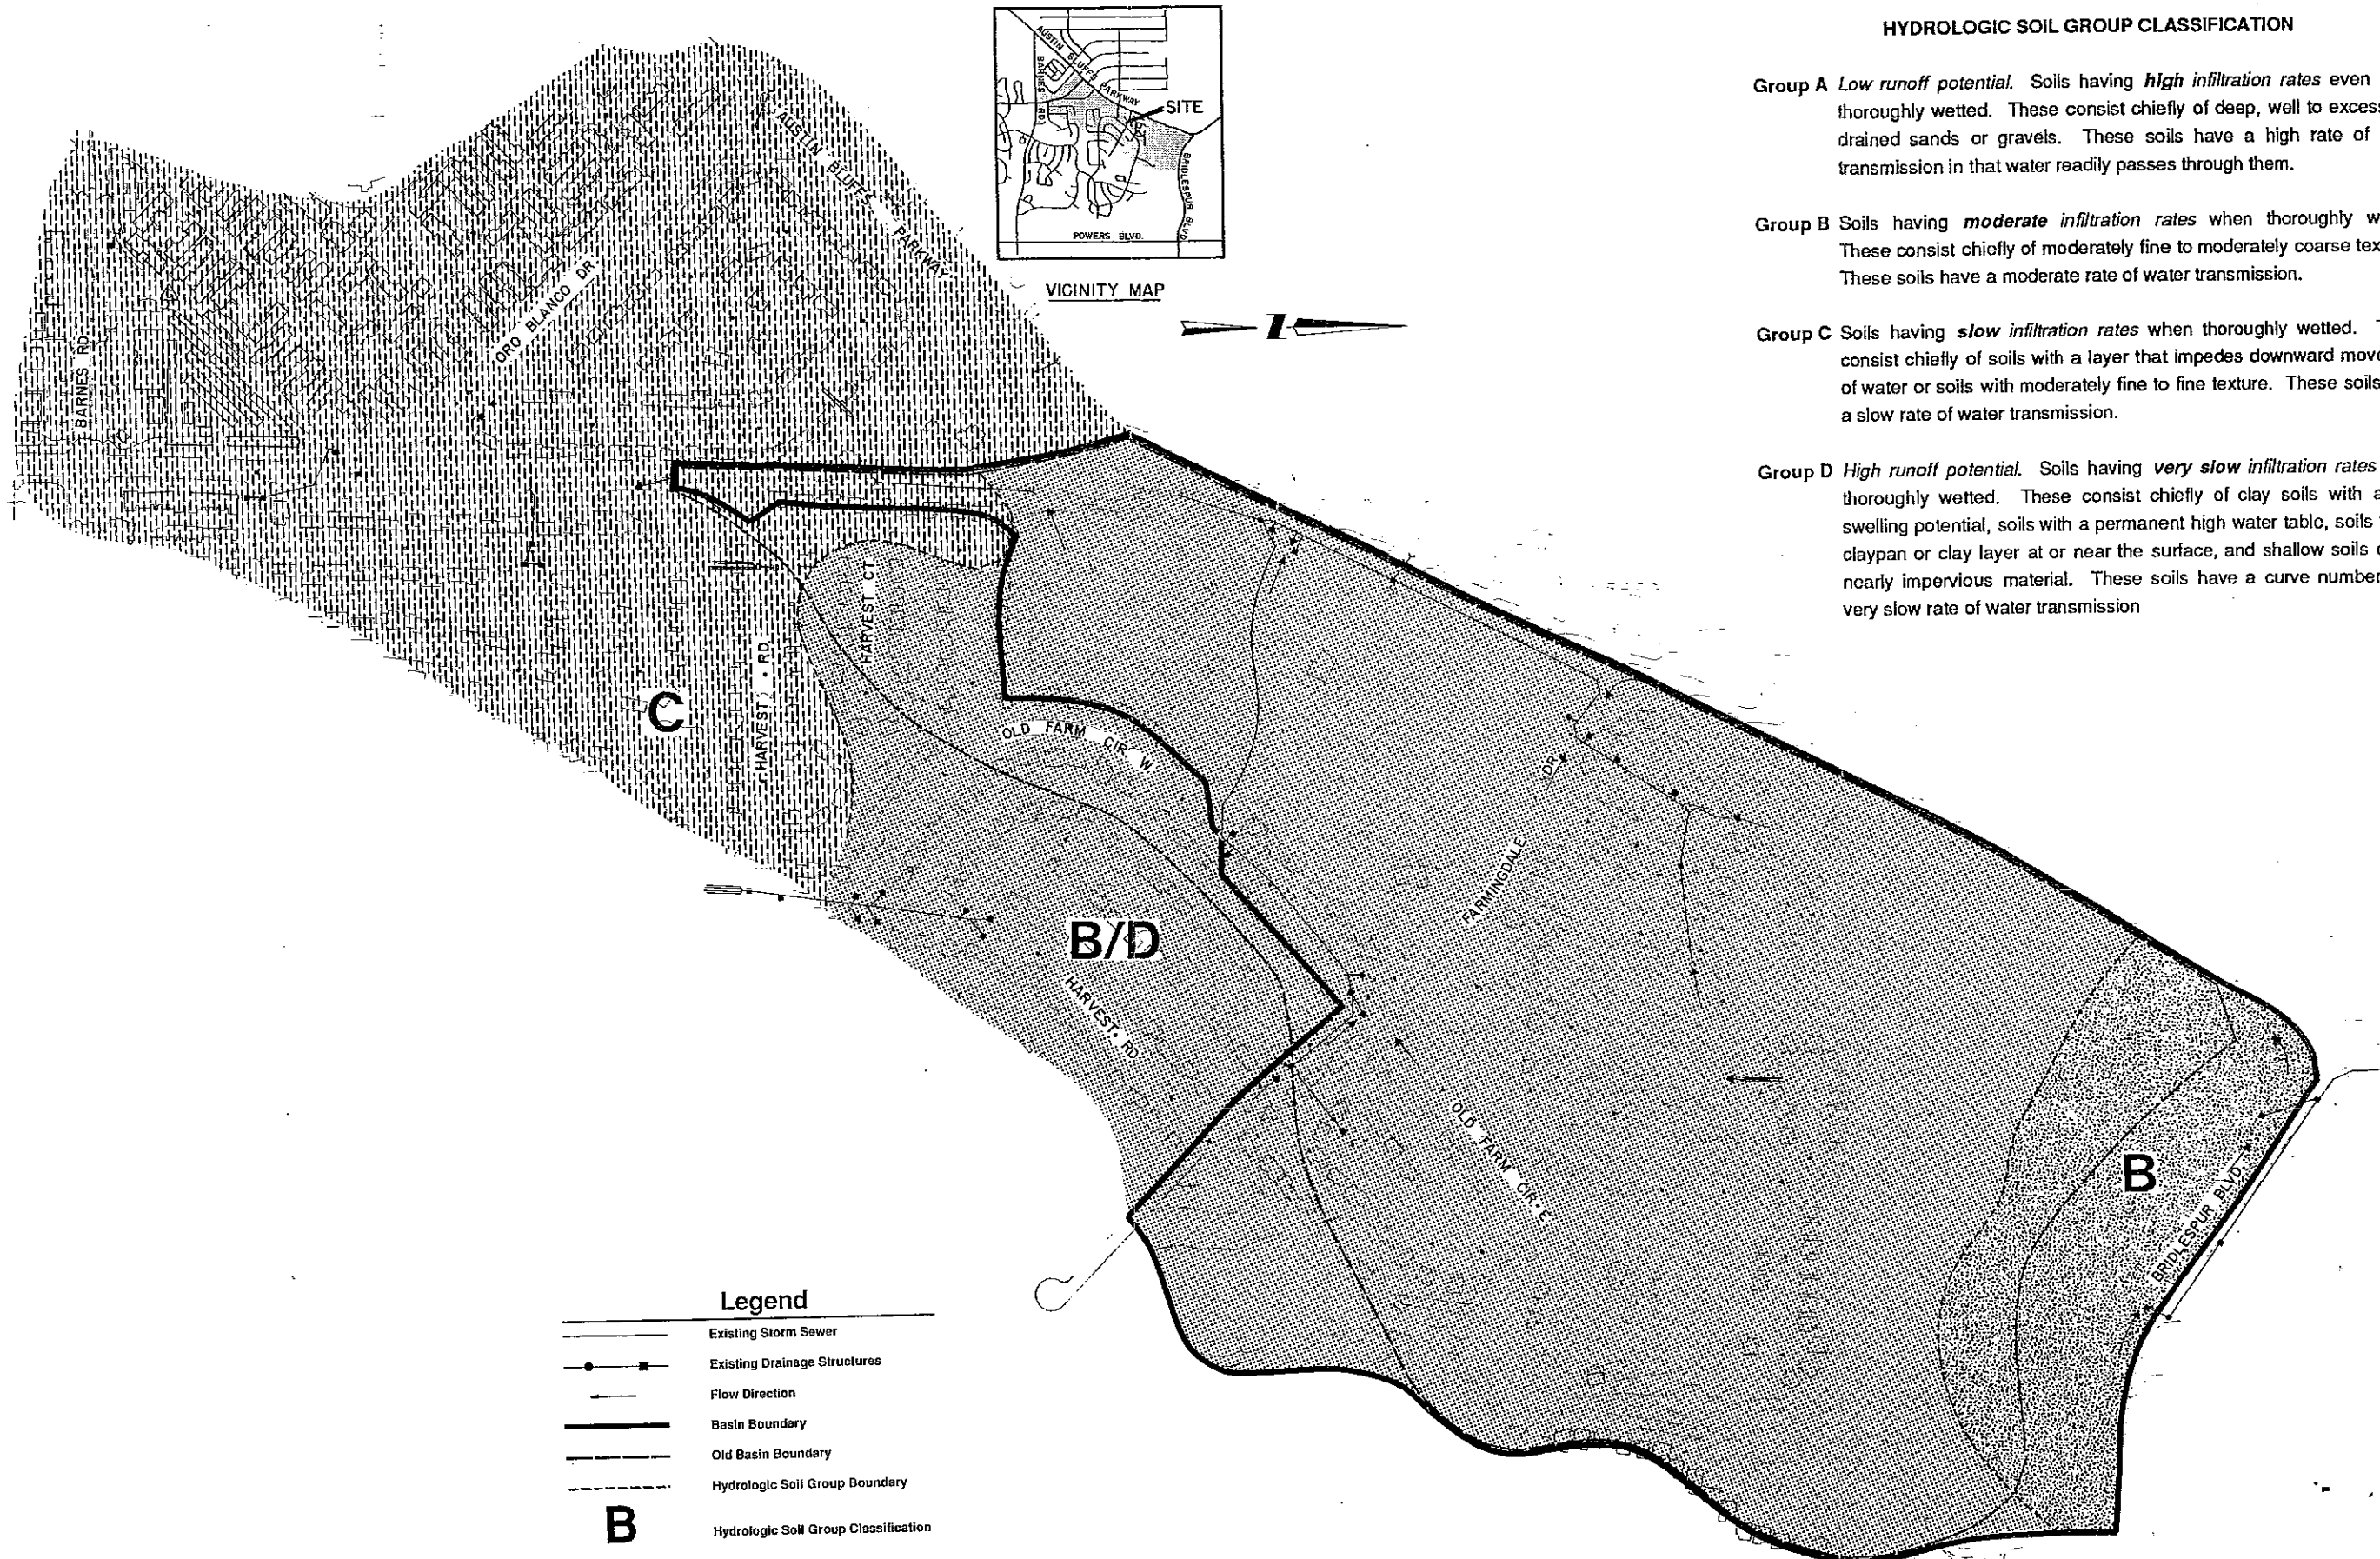 HYDROLOGIC SOIL GROUP CLASSIFICATION
Group A Low runoff potential. Soils having high infiltration rates even
thoroughly wetted. These consist chiefly of deep, well to
drained sands or gravels. These soils have a high rate of
transmission in that water readily passes through them.
Group B Soils having moderate infiltration rates when thoroughly
These consist chiefly of moderately fine to moderately coarse
These soils have a moderate rate of water transmission.
Group C Soils having slow infiltration rates when thoroughly wetted.
consist chiefly of soils with a layer that impedes downward
of water or soils with moderately fine to fine texture. These soils
a slow rate of water transmission.
Group D High runoff potential. Soils having very slow infiltration rates
thoroughly wetted. These consist chiefly of clay soils with a
swelling potential, soils with a permanent high water table, soils
claypan or clay layer at or near the surface, and shallow soils
nearly impervious material. These soils have a curve number
very slow rate of water transmission
AUSTIN BLUFFS PARKWAY
BARNES RD
SITE
BRIDLESPUR BLVD.
POWERS BLVD.
VICINITY MAP
Z
AUSTIN BLUFFS PARKWAY
ORO BLANCO DR
BARNES RD.
HARVEST CT
HARVEST RD
C
OLD FARM CIR. W
FARMINGDALE DR
B/D
HARVEST RD
OLD FARM CIR. E
B
BRIDLESPUR BLVD.
Legend
Existing Storm Sewer
Existing Drainage Structures
Flow Direction
Basin Boundary
Old Basin Boundary
Hydrologic Soil Group Boundary
B Hydrologic Soil Group Classification